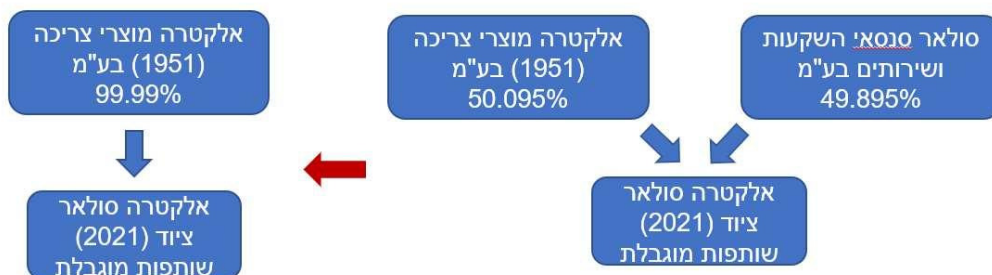 סולאר סנסאי השקעות
ושירותים בע"מ
49.895%
אלקטרה מוצרי צריכה
(1951) בע"מ
50.095%
אלקטרה סולאר
ציוד (2021)
שותפות מוגבלת
אלקטרה מוצרי צריכה
(1951) בע"מ
99.99%
אלקטרה סולאר
ציוד (2021)
שותפות מוגבלת